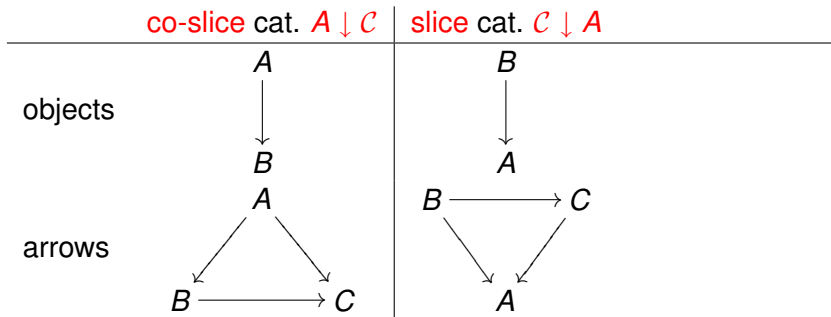 co-slice cat. A ↓ 𝒞 slice cat. 𝒞 ↓ A
A B
objects
B A
A B C
arrows
B C A